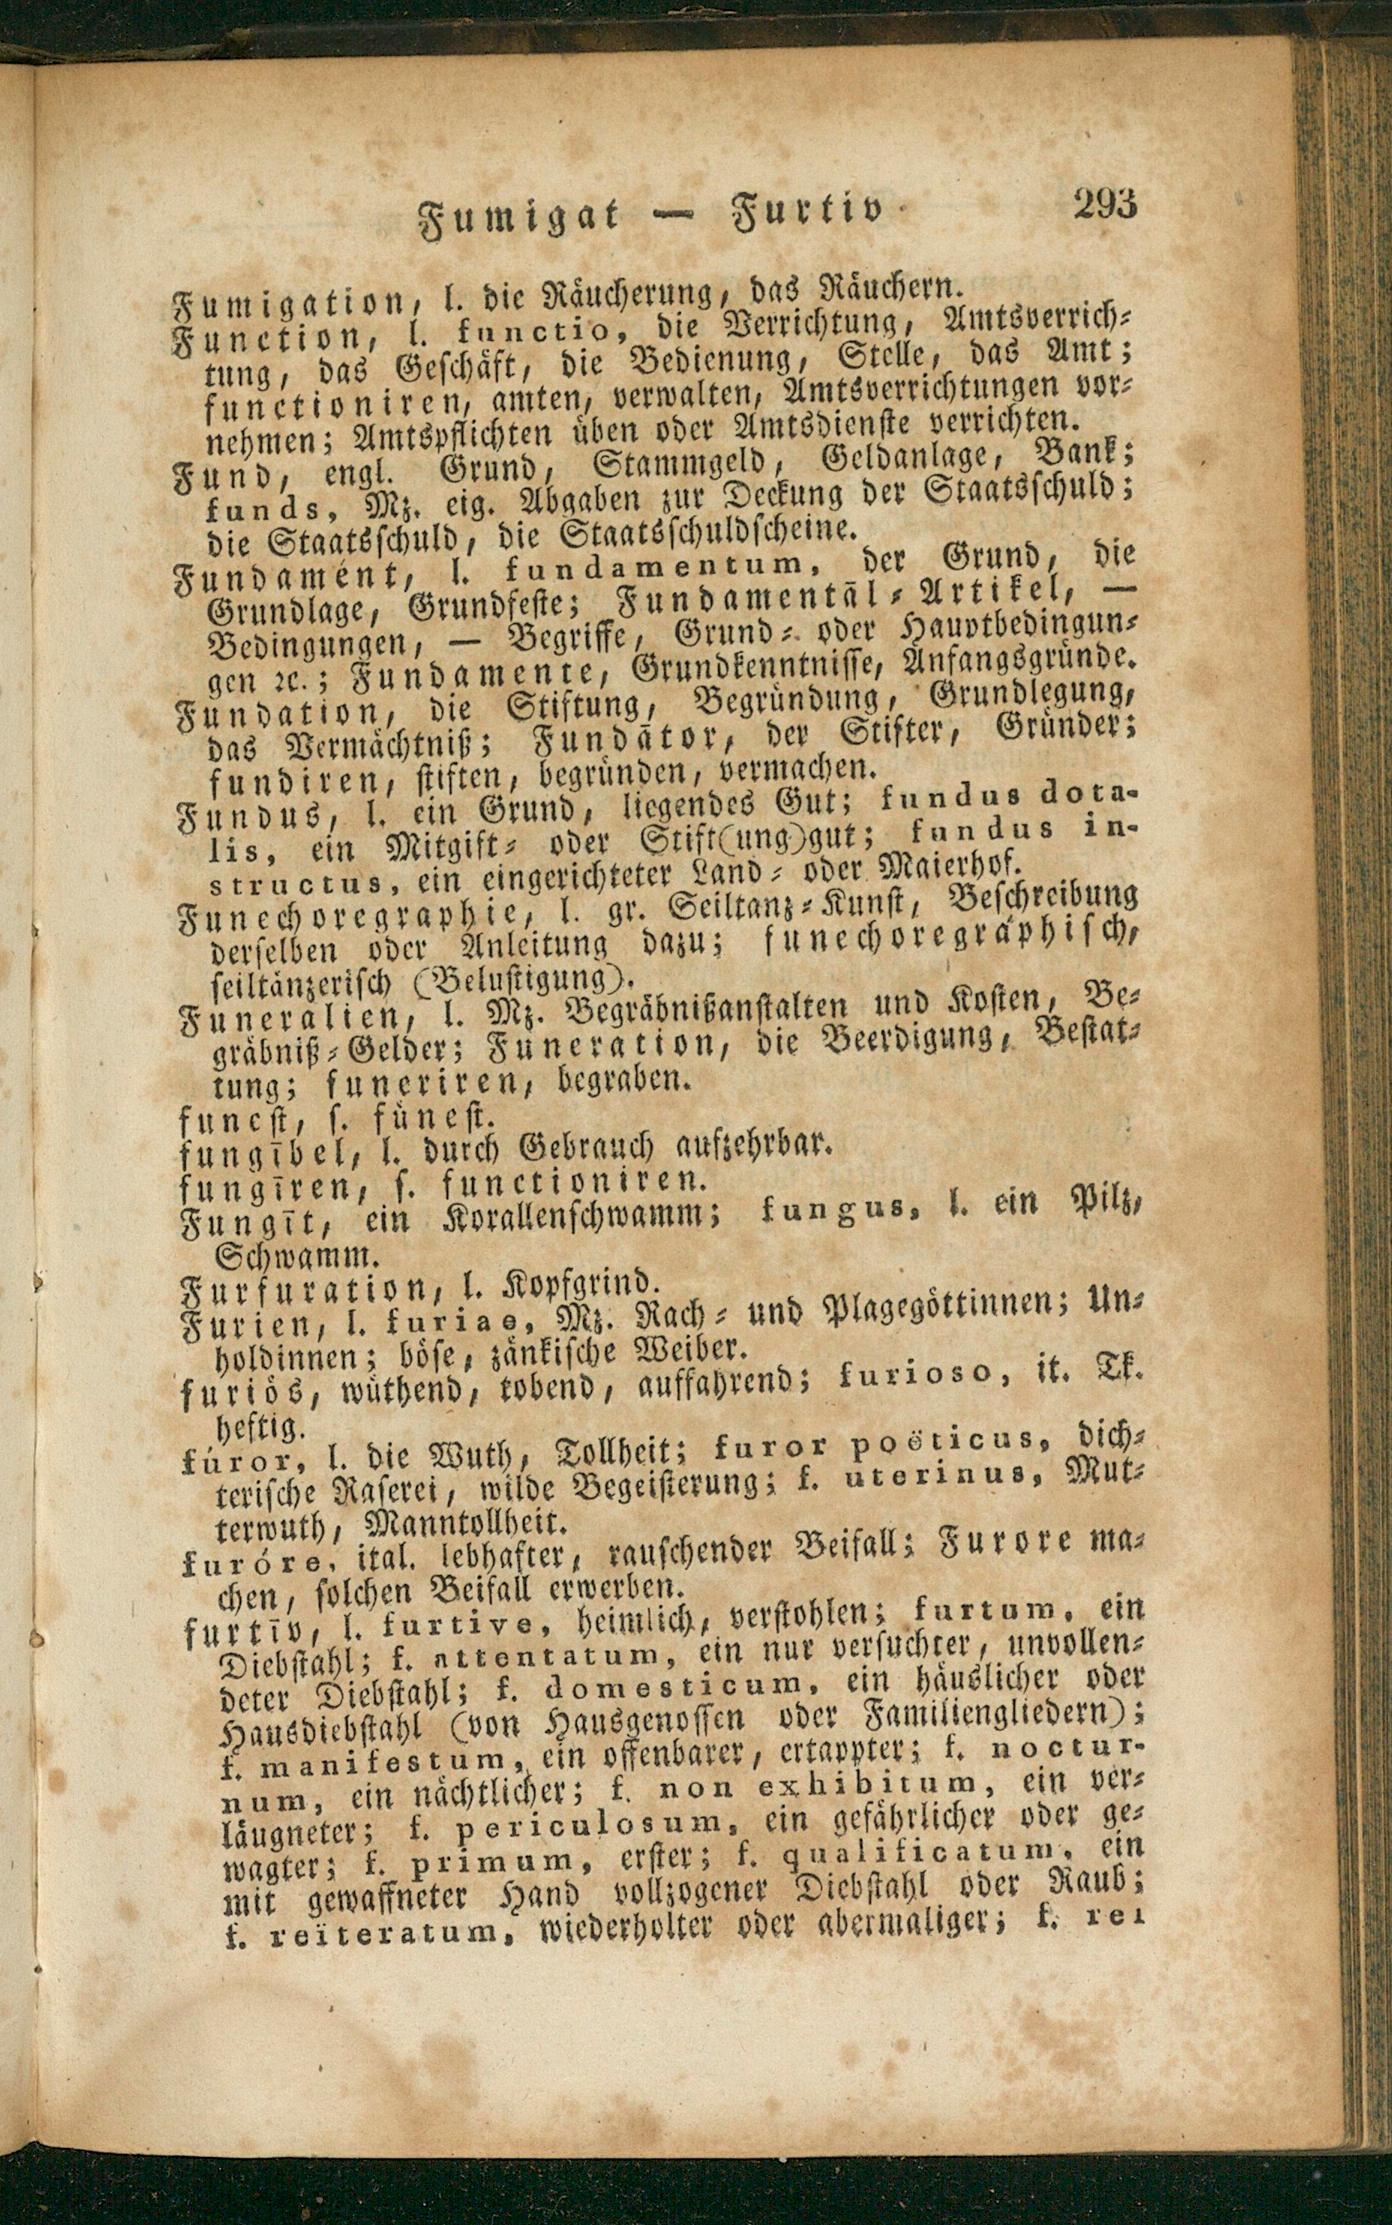 Fumigat — Furtiv 293
Fumigation, l. die Räucherung, das Räuchern.
Function, l. functio, die Verrichtung, Amtsverrich-
tung, das Geschäft, die Bedienung, Stelle, das Amt;
functioniren, amten, verwalten, Amtsverrichtungen vor-
nehmen; Amtspflichten üben oder Amtsdienste verrichten.
Fund, engl. Grund, Stammgeld, Geldanlage, Bank;
funds, Mz. eig. Abgaben zur Deckung der Staatsschuld;
die Staatsschuld, die Staatsschuldscheine.
Fundamént, l. fundamentum, der Grund, die
Grundlage, Grundfeste; Fundamentāl-Artikel, —
Bedingungen, — Begriffe, Grund- oder Hauptbedingun-
gen ꝛc.; Fundamente, Grundkenntnisse, Anfangsgründe.
Fundation, die Stiftung, Begründung, Grundlegung,
das Vermächtniß; Fundātor, der Stifter, Gründer;
fundiren, stiften, begründen, vermachen.
Fundus, l. ein Grund, liegendes Gut; fundus dota-
lis, ein Mitgift- oder Stift(ung)gut; fundus in-
structus, ein eingerichteter Land- oder Maierhof.
Funechoregraphie, l. gr. Seiltanz-Kunst, Beschreibung
derselben oder Anleitung dazu; funechoregráphisch,
seiltänzerisch (Belustigung).
Funeralien, l. Mz. Begräbnißanstalten und Kosten, Be-
gräbniß-Gelder; Funeration, die Beerdigung, Bestat-
tung; funeriren, begraben.
funest, s. fünest.
fungībel, l. durch Gebrauch aufzehrbar.
fungīren, s. functioniren.
Fungīt, ein Korallenschwamm; fungus, l. ein Pilz,
Schwamm.
Furfuration, l. Kopfgrind.
Furien, l. furiae, Mz. Rach- und Plagegöttinnen; Un-
holdinnen; böse, zänkische Weiber.
furiös, wüthend, tobend, auffahrend; furioso, it. Tk.
heftig.
fúror, l. die Wuth, Tollheit; furor poëticus, dich-
terische Raserei, wilde Begeisterung; f. uterinus, Mut-
terwuth, Manntollheit.
furóre, ital. lebhafter, rauschender Beifall; Furore ma-
chen, solchen Beifall erwerben.
furtīv, l. furtive, heimlich, verstohlen; furtum, ein
Diebstahl; f. attentatum, ein nur versuchter, unvollen-
deter Diebstahl; f. domesticum, ein häuslicher oder
Hausdiebstahl (von Hausgenossen oder Familiengliedern);
f. manifestum, ein offenbarer, ertappter; f. noctur-
num, ein nächtlicher; f. non exhibitum, ein ver-
läugneter; f. periculosum, ein gefährlicher oder ge-
wagter; f. primum, erster; f. qualificatum, ein
mit gewaffneter Hand vollzogener Diebstahl oder Raub;
f. reïteratum, wiederholter oder abermaliger; f. rei